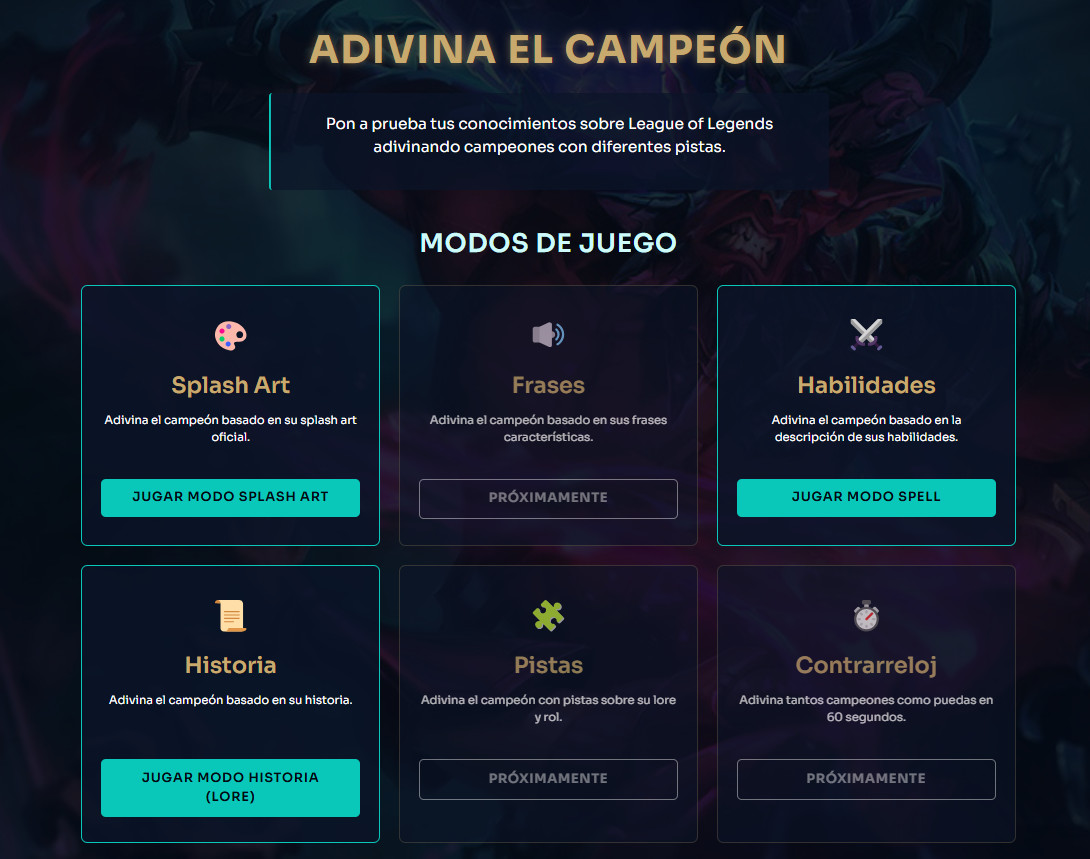 ADIVINA EL CAMPEÓN
Pon a prueba tus conocimientos sobre League of Legends
adivinando campeones con diferentes pistas.
MODOS DE JUEGO
Splash Art
Adivina el campeón basado en su splash art
oficial.
JUGAR MODO SPLASH ART
Frases
Adivina el campeón basado en sus frases
características.
PRÓXIMAMENTE
Habilidades
Adivina el campeón basado en la
descripción de sus habilidades.
JUGAR MODO SPELL
Historia
Adivina el campeón basado en su historia.
JUGAR MODO HISTORIA
(LORE)
Pistas
Adivina el campeón con pistas sobre su lore
y rol.
PRÓXIMAMENTE
Contrarreloj
Adivina tantos campeones como puedas en
60 segundos.
PRÓXIMAMENTE